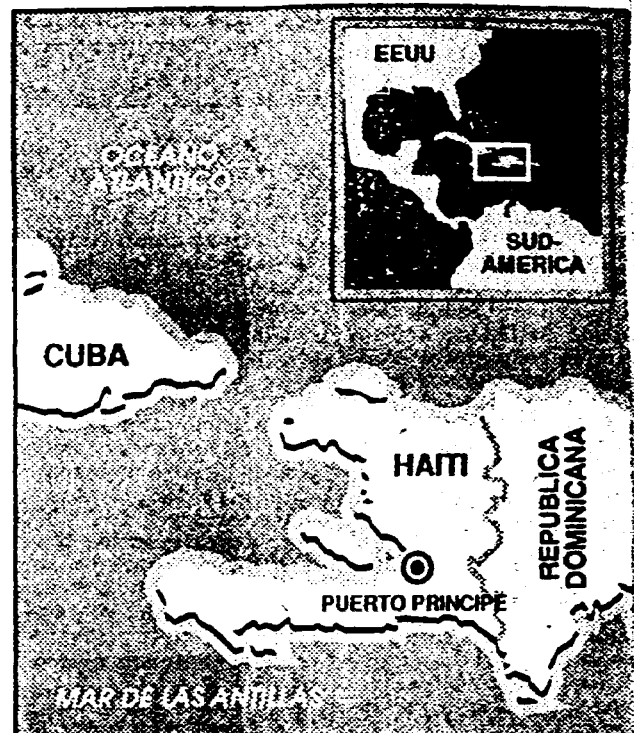 EEUU
OCEANO
ATLANTICO
SUD-
AMERICA
CUBA
HAITI
REPUBLICA
DOMINICANA
PUERTO PRINCIPE
MAR DE LAS ANTILLAS